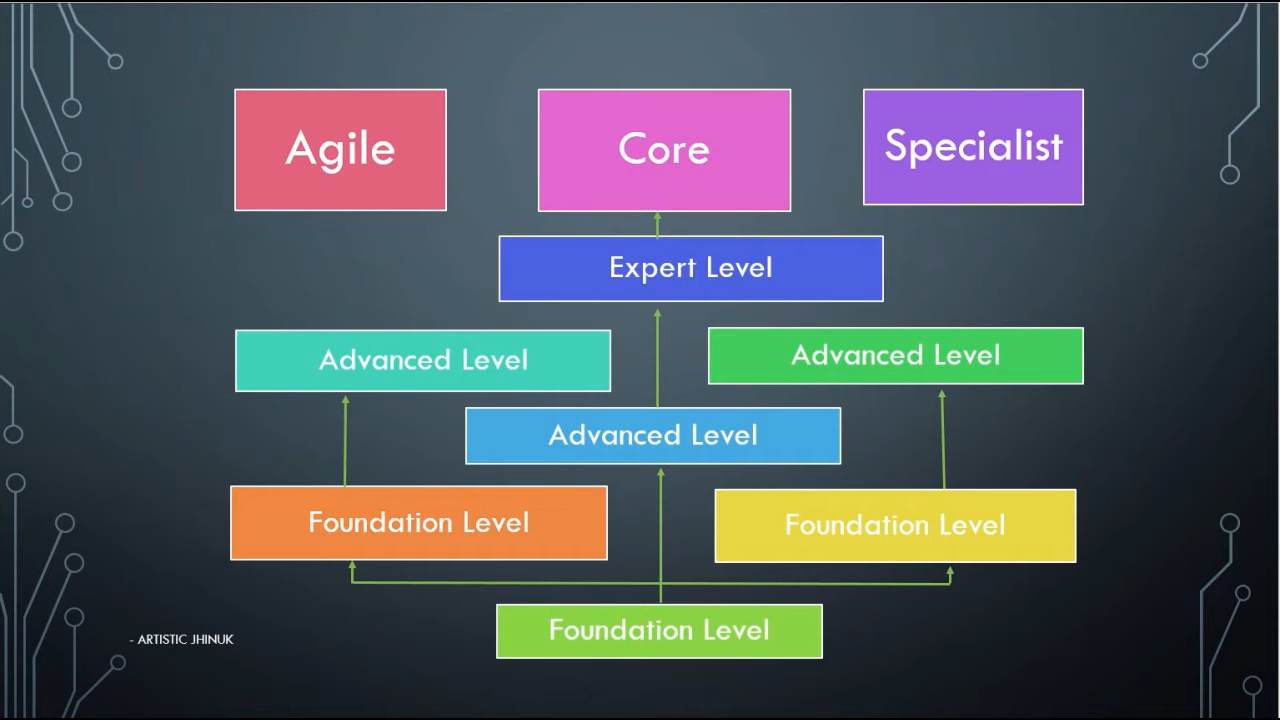 Agile
Core
Specialist
Expert Level
Advanced Level
Advanced Level
Advanced Level
Foundation Level
Foundation Level
Foundation Level
- ARTISTIC JHINUK